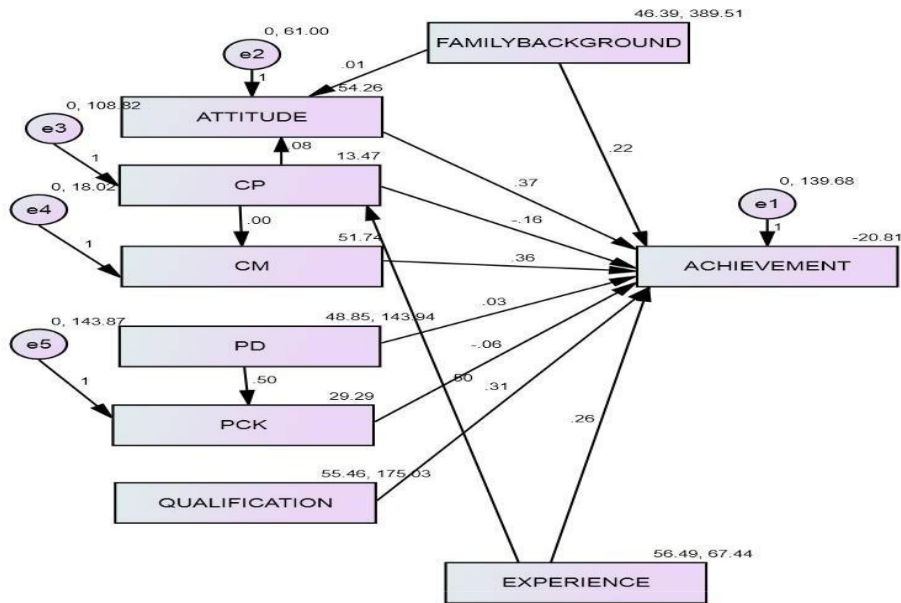 46.39, 389.51
FAMILYBACKGROUND
0, 61.00
e2
1
.01
54.26
ATTITUDE
0, 108.82
e3
1
.08
.22
13.47
CP
.37
0, 18.02
e4
1
.00
-.16
0, 139.68
e1
1
51.74
CM
.36
-20.81
ACHIEVEMENT
48.85, 143.94
PD
.03
0, 143.87
e5
1
.50
-.06
.80
.31
29.29
PCK
.26
55.46, 175.03
QUALIFICATION
56.49, 67.44
EXPERIENCE